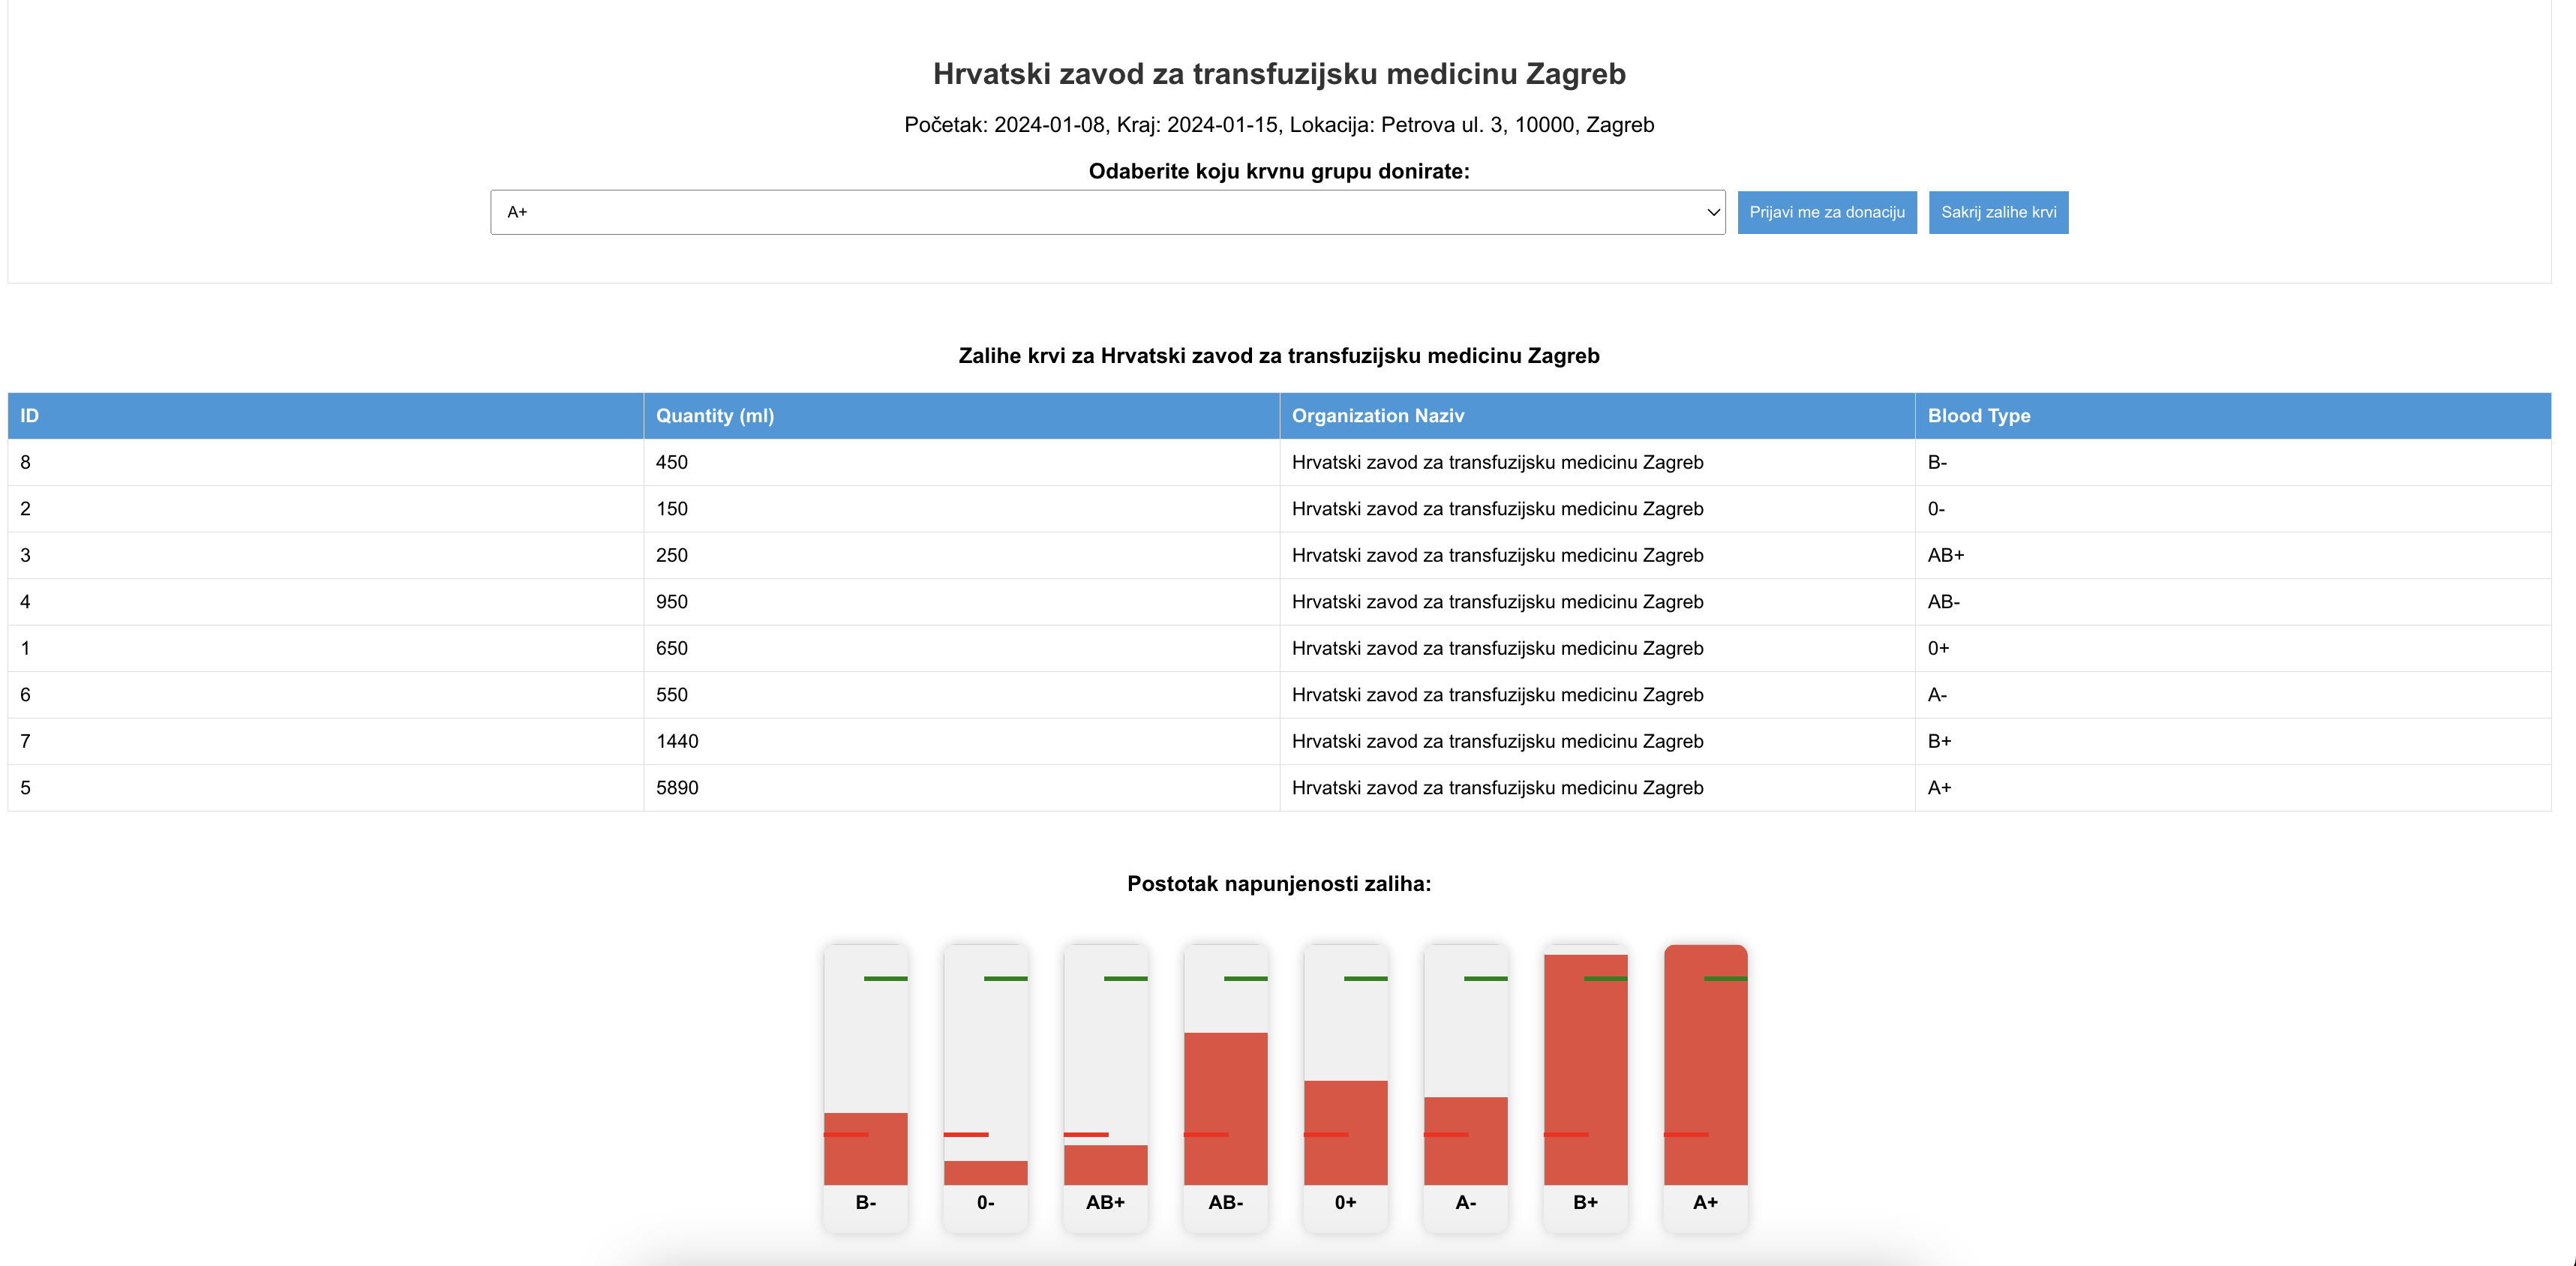 Hrvatski zavod za transfuzijsku medicinu Zagreb
Početak: 2024-01-08, Kraj: 2024-01-15, Lokacija: Petrova ul. 3, 10000, Zagreb
Odaberite koju krvnu grupu donirate:
A+ Prijavi me za donaciju Sakrij zalihe krvi
Zalihe krvi za Hrvatski zavod za transfuzijsku medicinu Zagreb
ID Quantity (ml) Organization Naziv Blood Type
8 450 Hrvatski zavod za transfuzijsku medicinu Zagreb B-
2 150 Hrvatski zavod za transfuzijsku medicinu Zagreb 0-
3 250 Hrvatski zavod za transfuzijsku medicinu Zagreb AB+
4 950 Hrvatski zavod za transfuzijsku medicinu Zagreb AB-
1 650 Hrvatski zavod za transfuzijsku medicinu Zagreb 0+
6 550 Hrvatski zavod za transfuzijsku medicinu Zagreb A-
7 1440 Hrvatski zavod za transfuzijsku medicinu Zagreb B+
5 5890 Hrvatski zavod za transfuzijsku medicinu Zagreb A+
Postotak napunjenosti zaliha:
B- 0- AB+ AB- 0+ A- B+ A+